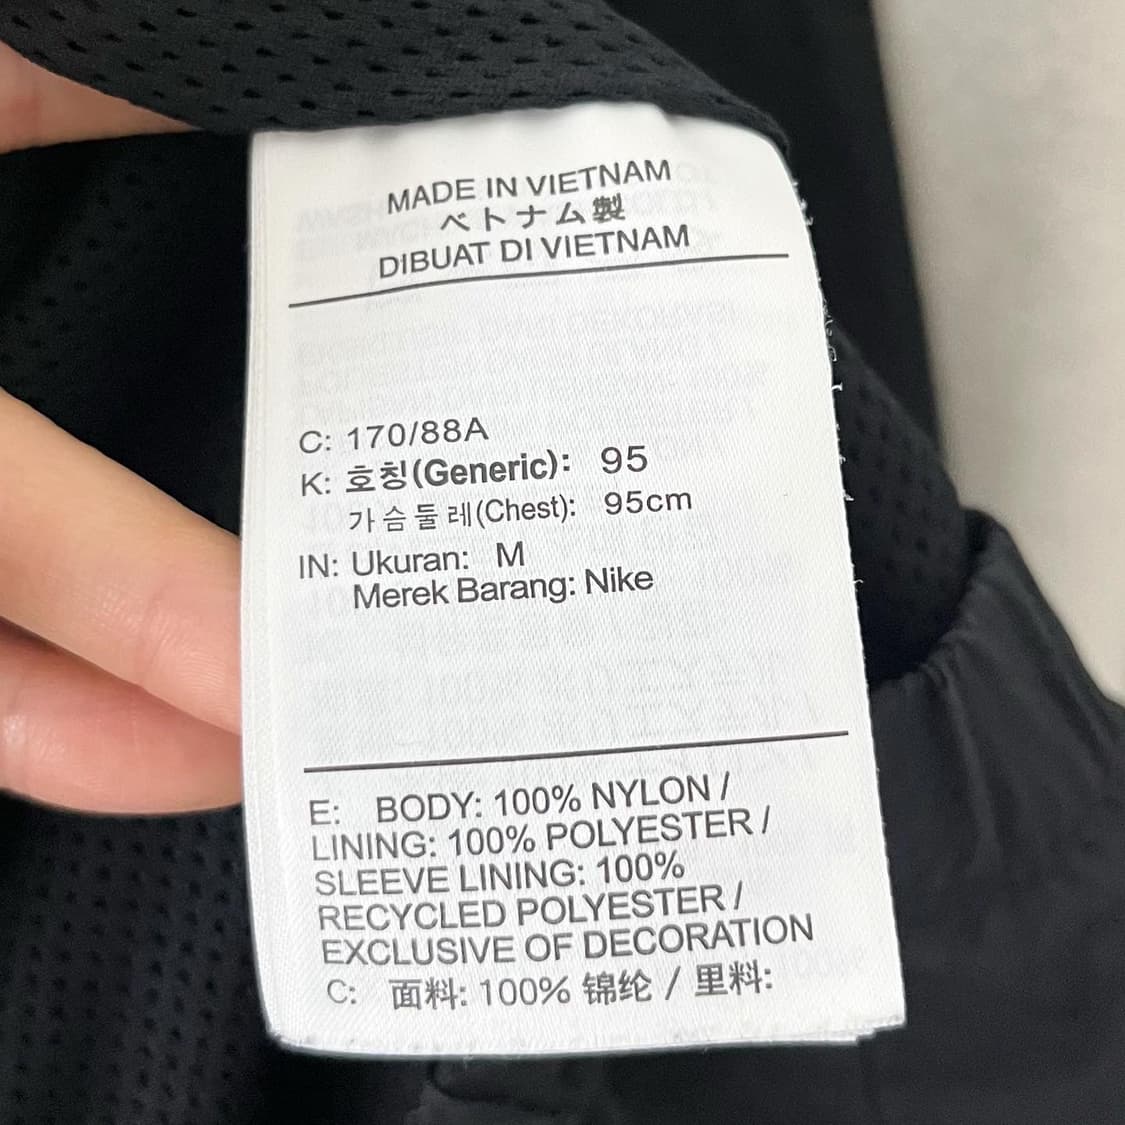 MADE IN VIETNAM
ベトナム製
DIBUAT DI VIETNAM
C: 170/88A
K: 호칭(Generic): 95
가슴둘레(Chest): 95cm
IN: Ukuran: M
Merek Barang: Nike
E: BODY: 100% NYLON /
LINING: 100% POLYESTER /
SLEEVE LINING: 100%
RECYCLED POLYESTER /
EXCLUSIVE OF DECORATION
C: 面料: 100% 锦纶 / 里料: